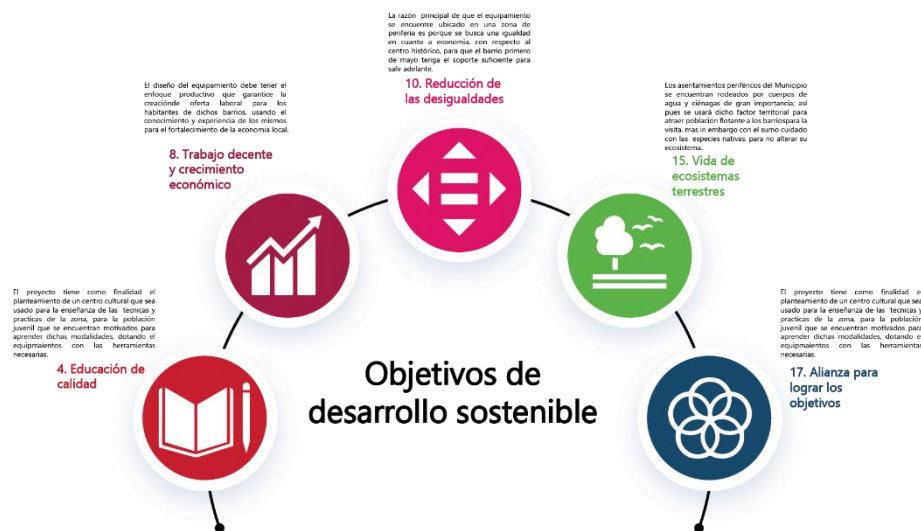 La razón principal de que el equipamiento
se encuentre ubicado en una zona de
periferia es porque se busca una igualdad
en cuanto a economia, con respecto al
centro histórico, para que el barrio primero
de mayo tenga el soporte suficiente para
salir adelante.
10. Reducción de
las desigualdades
El diseño del equipamiento debe tener el
enfoque productivo que garantice la
creaciónde oferta laboral para los
habitantes de dichos barrios, usando el
conocimiento y experiencia de los mismos
para el fortalecimiento de la economia local.
8. Trabajo decente
y crecimiento
económico
Los asentamientos periféricos del Municipio
se encuentran rodeados por cuerpos de
agua y ciénagas de gran importancia; así
pues se usará dicho factor territorial para
atraer población flotante a los barriospara la
visita, mas in embargo con el sumo cuidado
con las especies nativas, para no alterar su
ecosistema.
15. Vida de
ecosistemas
terrestres
El proyecto tiene como finalidad el
planteamiento de un centro cultural que sea
usado para la enseñanza de las tecnicas y
practicas de la zona, para la población
juvenil que se encuentran motivados para
aprender dichas modalidades, dotando el
equipmaientos con las herramientas
necesarias.
4. Educación de
calidad
El proyecto tiene como finalidad el
planteamiento de un centro cultural que sea
usado para la enseñanza de las tecnicas y
practicas de la zona, para la población
juvenil que se encuentran motivados para
aprender dichas modalidades, dotando el
equipmaientos con las herramientas
necesarias.
17. Alianza para
lograr los
objetivos
Objetivos de
desarrollo sostenible